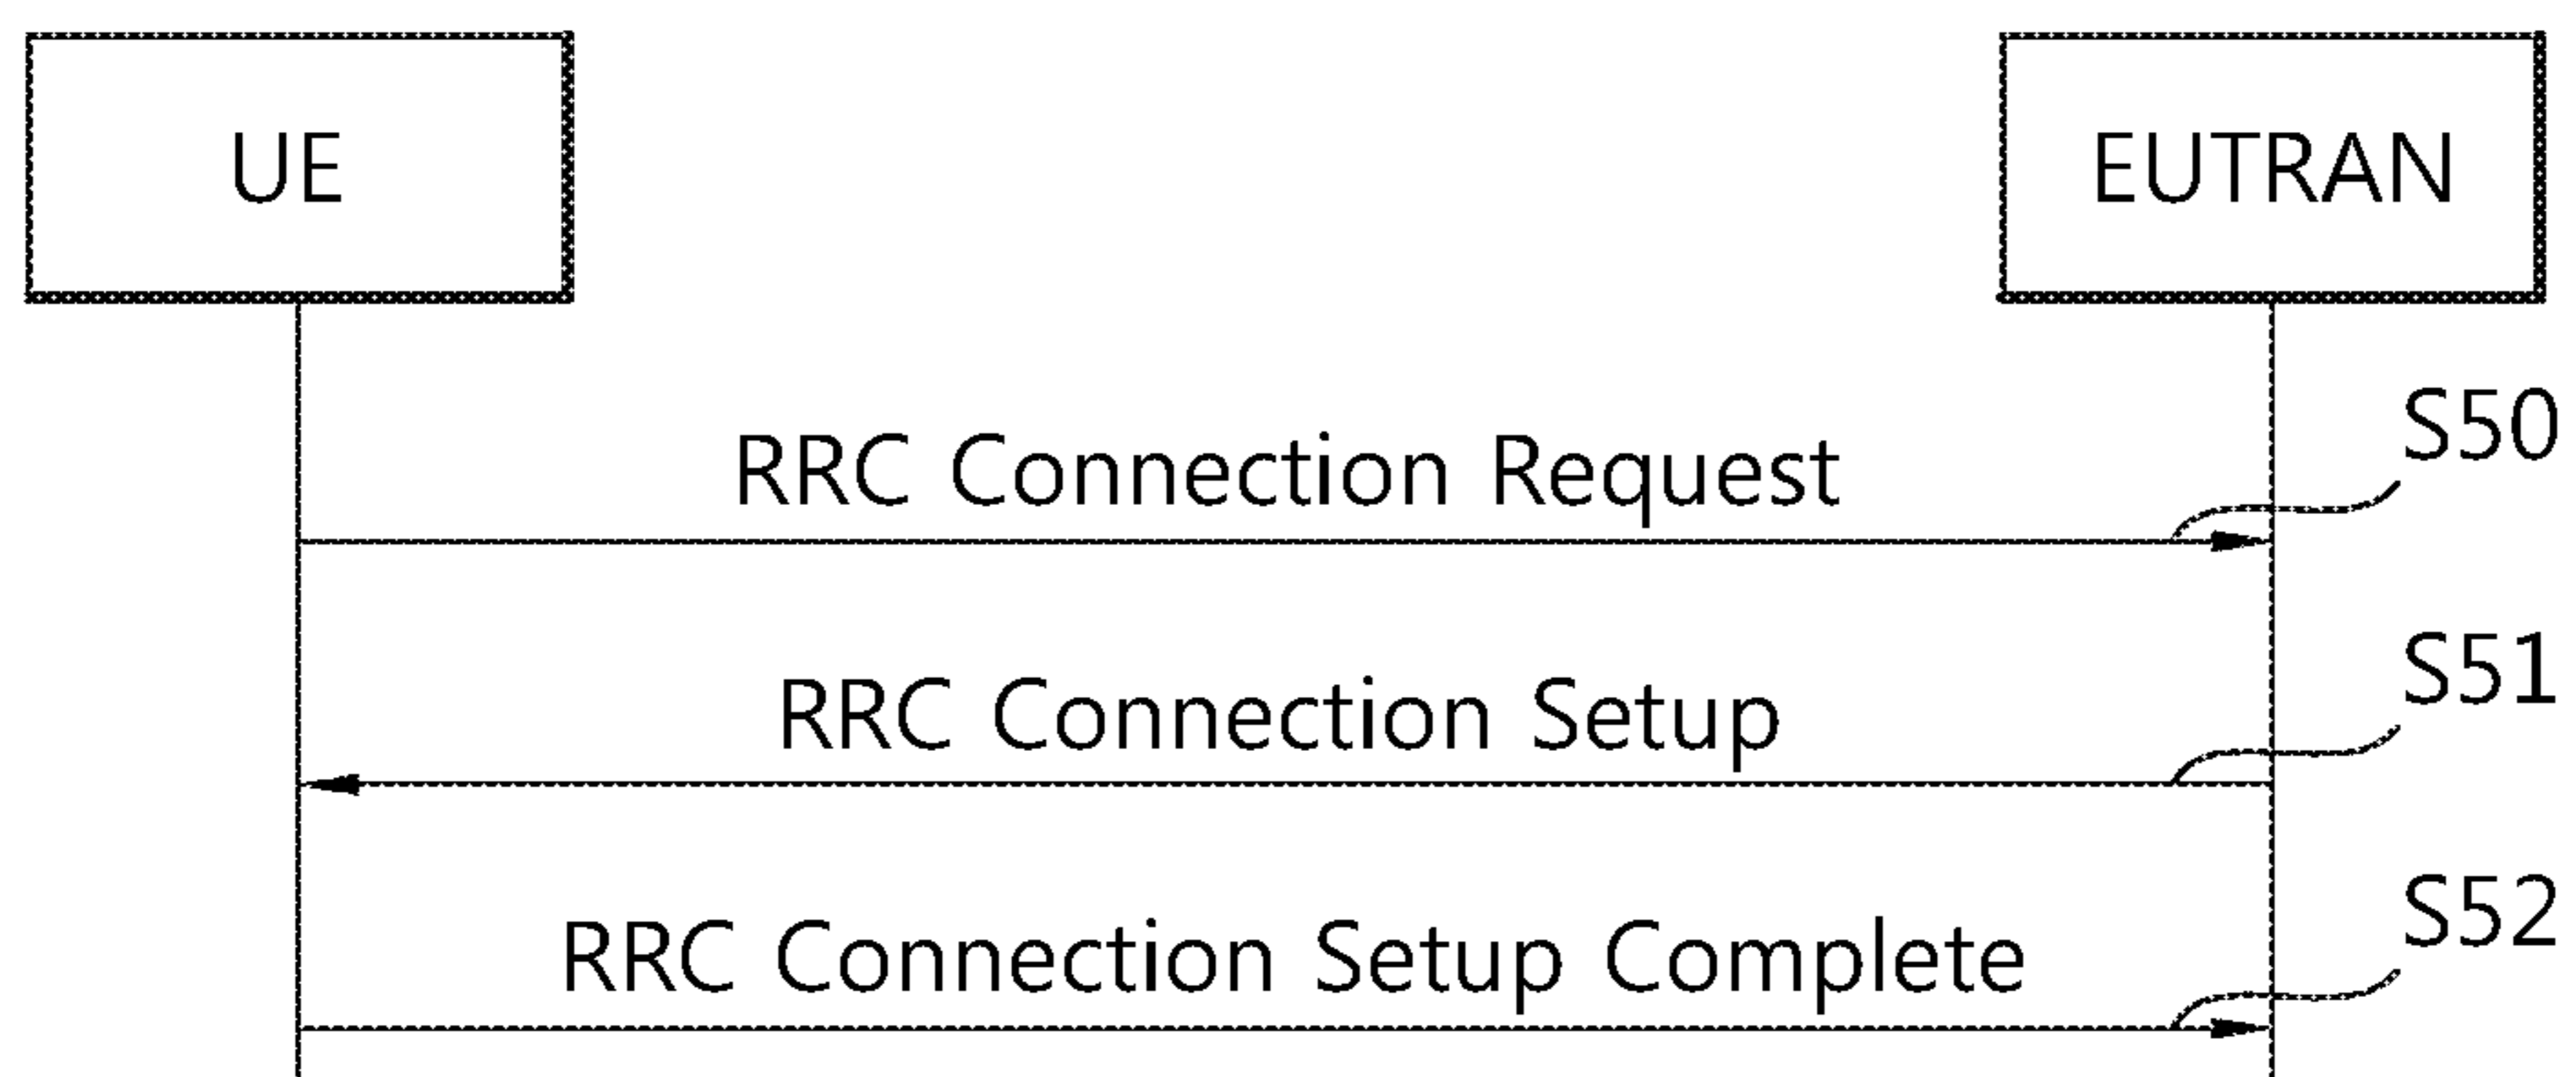 UE
EUTRAN
S50
RRC Connection Request
S51
RRC Connection Setup
S52
RRC Connection Setup Complete